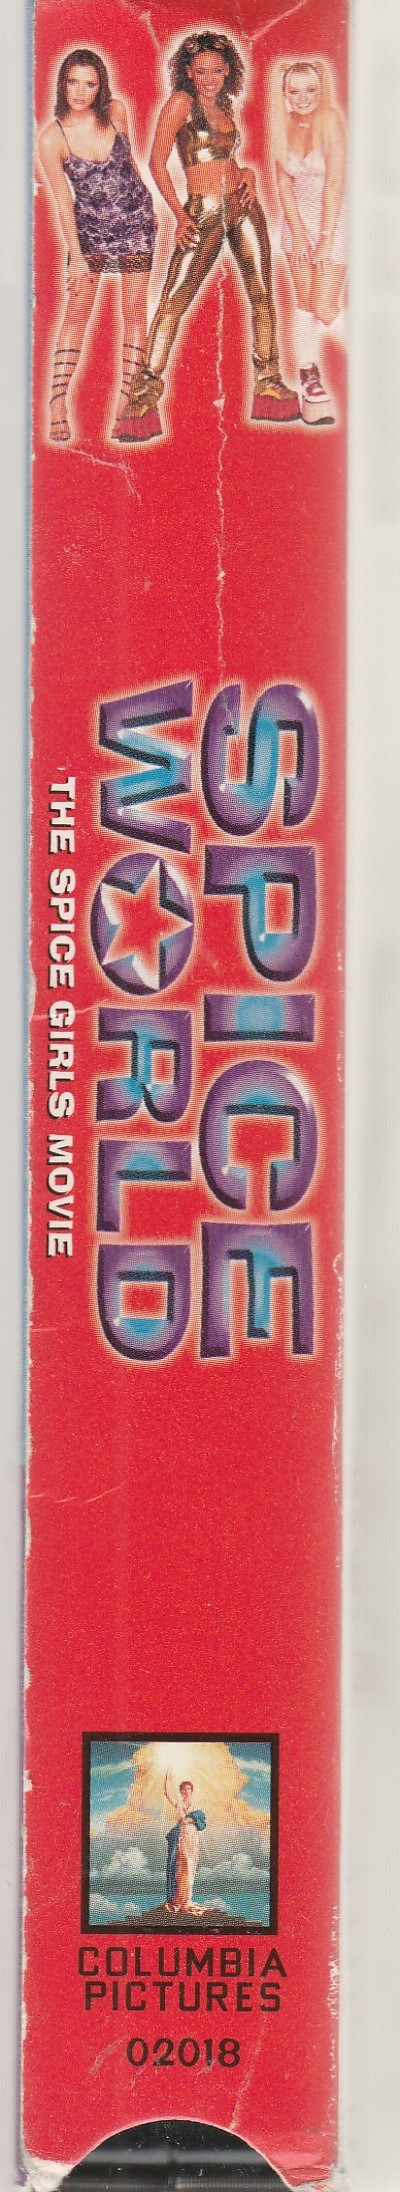 SPICE
WORLD
THE SPICE GIRLS MOVIE
COLUMBIA
PICTURES
02018